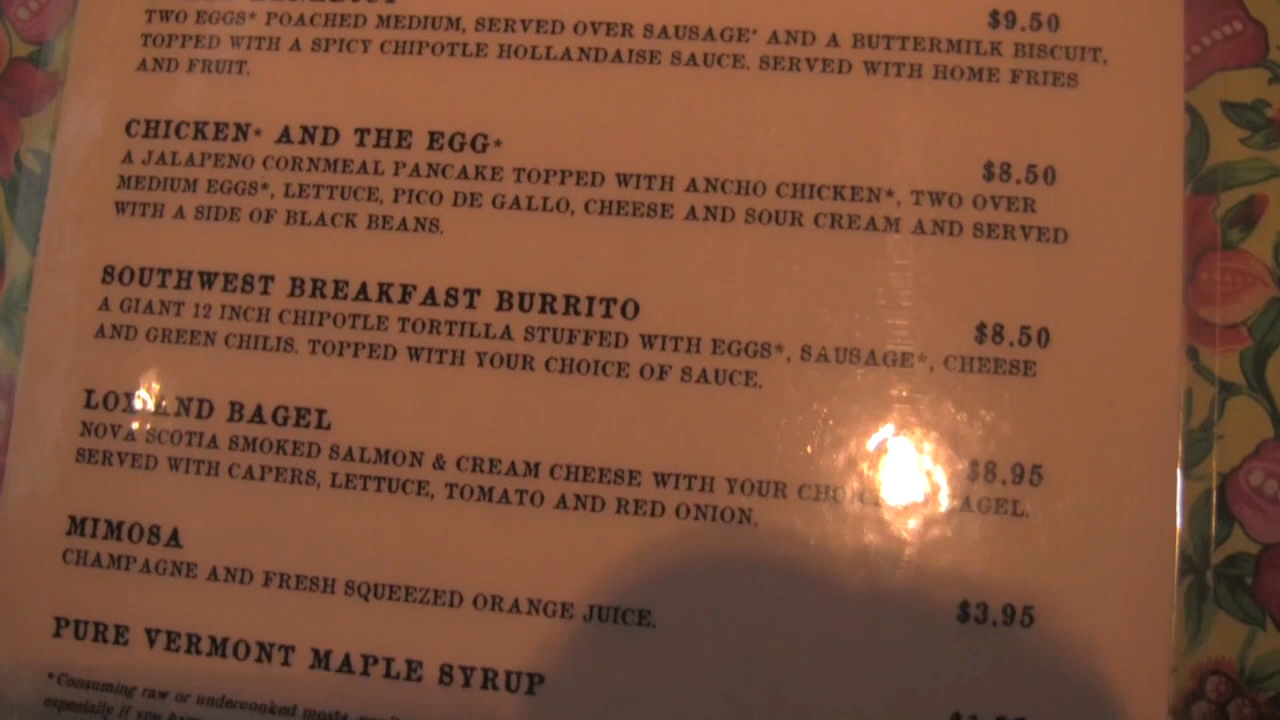 $9.50
TWO EGGS* POACHED MEDIUM, SERVED OVER SAUSAGE* AND A BUTTERMILK BISCUIT,
TOPPED WITH A SPICY CHIPOTLE HOLLANDAISE SAUCE. SERVED WITH HOME FRIES
AND FRUIT.
CHICKEN* AND THE EGG*
$8.50
A JALAPENO CORNMEAL PANCAKE TOPPED WITH ANCHO CHICKEN*, TWO OVER
MEDIUM EGGS*, LETTUCE, PICO DE GALLO, CHEESE AND SOUR CREAM AND SERVED
WITH A SIDE OF BLACK BEANS.
SOUTHWEST BREAKFAST BURRITO
$8.50
A GIANT 12 INCH CHIPOTLE TORTILLA STUFFED WITH EGGS*, SAUSAGE*, CHEESE
AND GREEN CHILIS. TOPPED WITH YOUR CHOICE OF SAUCE.
LOX AND BAGEL
$8.95
NOVA SCOTIA SMOKED SALMON & CREAM CHEESE WITH YOUR BAGEL.
SERVED WITH CAPERS, LETTUCE, TOMATO AND RED ONION.
MIMOSA
$3.95
CHAMPAGNE AND FRESH SQUEEZED ORANGE JUICE.
PURE VERMONT MAPLE SYRUP
*Consuming raw or undercooked
especially if you